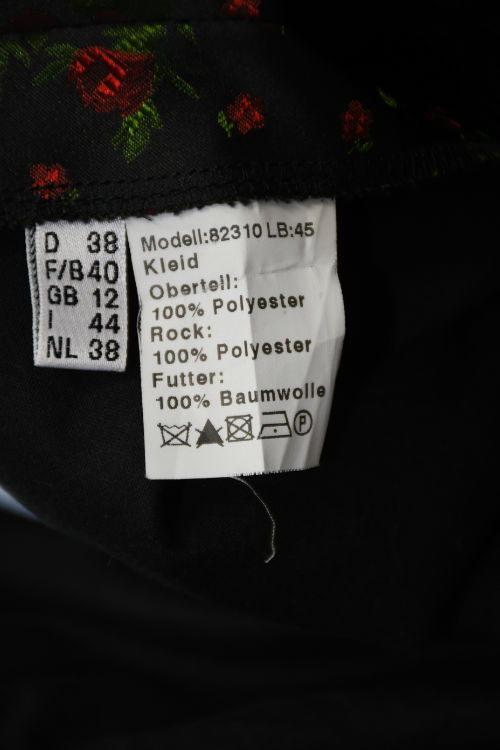 D 38
F/B 40
GB 12
I 44
NL 38
Modell:82310 LB:45
Kleid
Oberteil:
100% Polyester
Rock:
100% Polyester
Futter:
100% Baumwolle
P